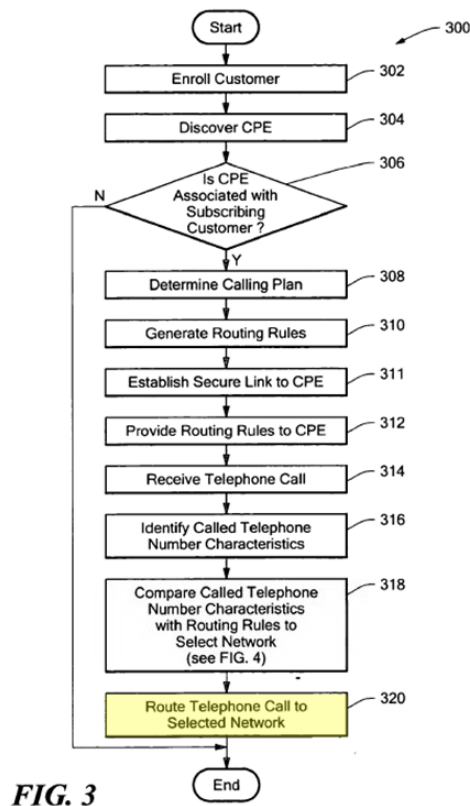 Start
300
Enroll Customer
302
Discover CPE
304
306
Is CPE
Associated with
Subscribing
Customer ?
N
Y
Determine Calling Plan
308
Generate Routing Rules
310
Establish Secure Link to CPE
311
Provide Routing Rules to CPE
312
Receive Telephone Call
314
Identify Called Telephone
Number Characteristics
316
Compare Called Telephone
Number Characteristics
with Routing Rules to
Select Network
(see FIG. 4)
318
Route Telephone Call to
Selected Network
320
End
FIG. 3